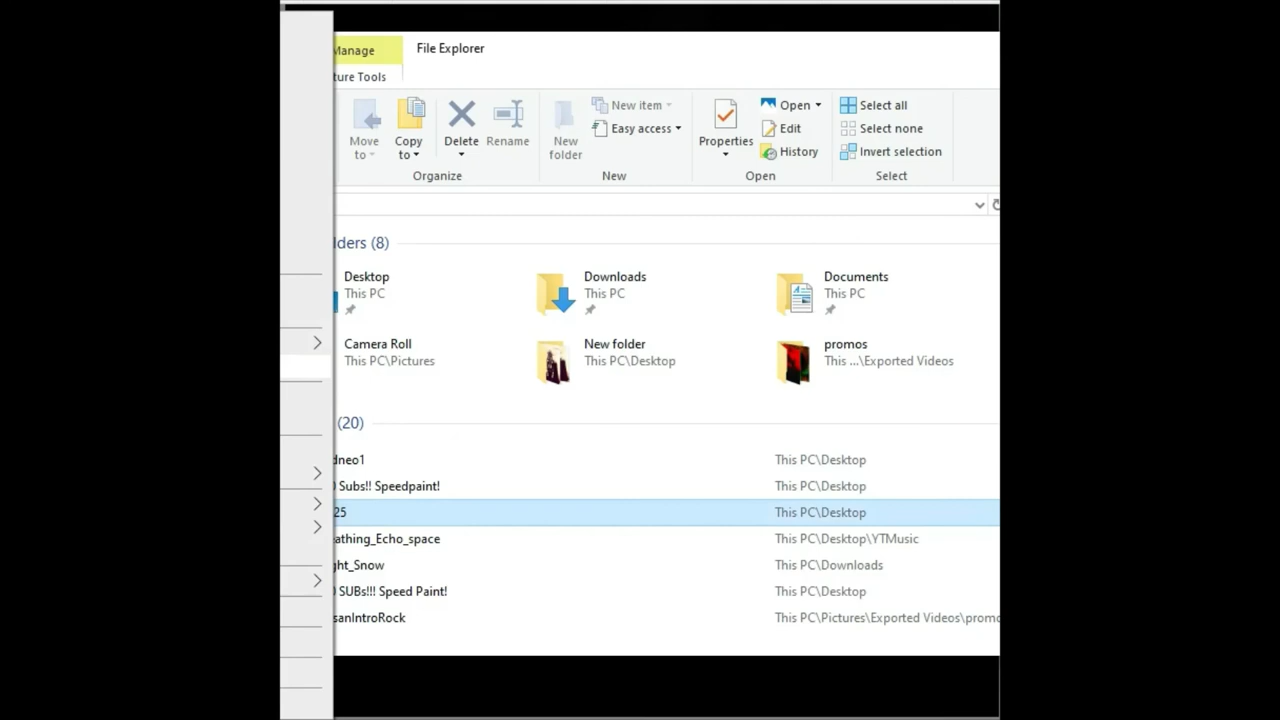 Manage
File Explorer
ture Tools
Move to
Copy to
Delete
Rename
New folder
New item
Easy access
Properties
Open
Edit
History
Select all
Select none
Invert selection
Organize
New
Open
Select
lders (8)
Desktop
This PC
Downloads
This PC
Documents
This PC
Camera Roll
This PC\Pictures
New folder
This PC\Desktop
promos
This ...\Exported Videos
(20)
dneo1 This PC\Desktop
Subs!! Speedpaint! This PC\Desktop
25 This PC\Desktop
eathing_Echo_space This PC\Desktop\YTMusic
ght_Snow This PC\Downloads
SUBs!!! Speed Paint! This PC\Desktop
sanIntroRock This PC\Pictures\Exported Videos\promo